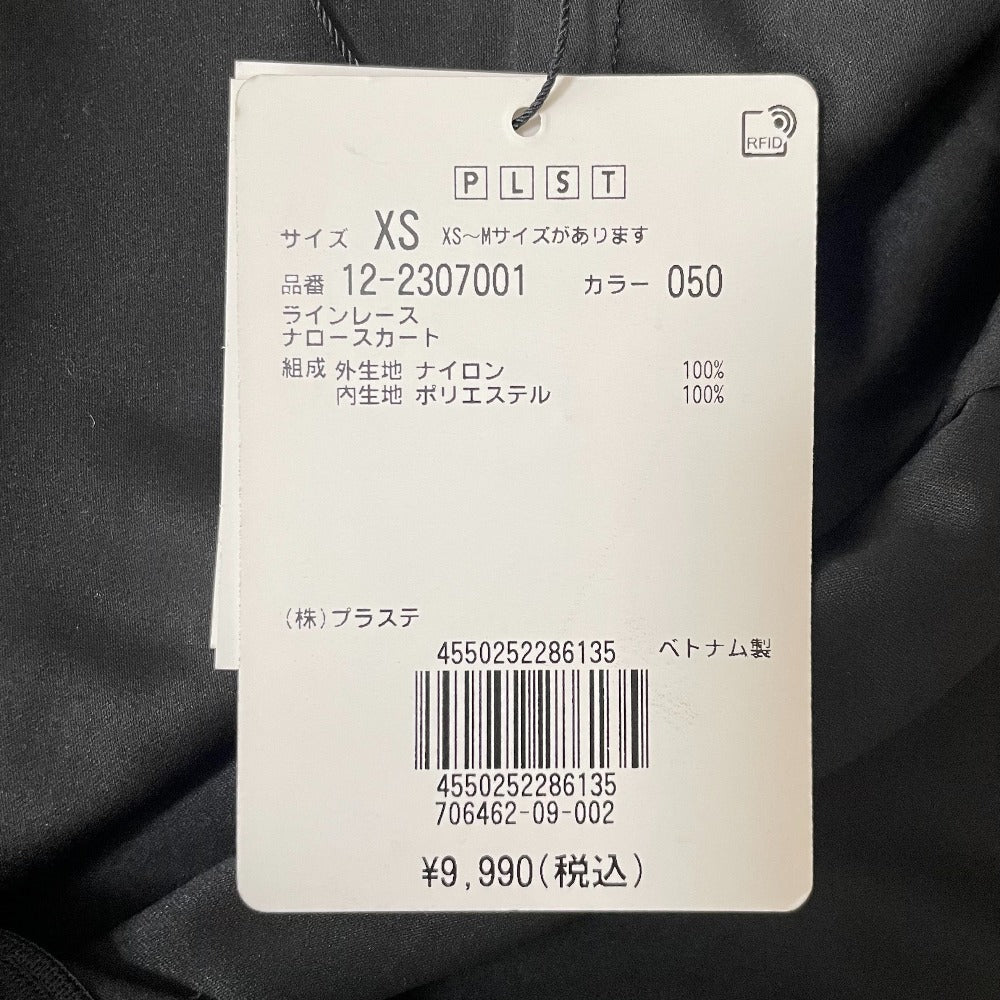 RFID
PLST
サイズ XS XS～Mサイズがあります
品番 12-2307001 カラー 050
ラインレース
ナロースカート
組成 外生地 ナイロン 100%
内生地 ポリエステル 100%
(株)プラステ
4550252286135 ベトナム製
4550252286135
706462-09-002
¥9,990(税込)